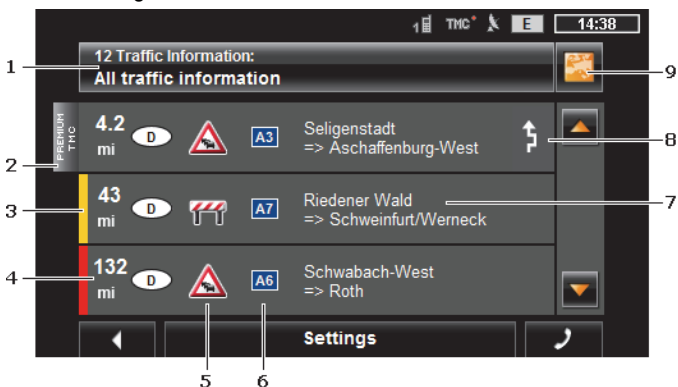 1 TMC E 14:38
1 12 Traffic Information:
All traffic information
9
PREMIUM
TMC
4.2
mi D A3 Seligenstadt
=> Aschaffenburg-West
8
2
3 43
mi D A7 Riedener Wald
=> Schweinfurt/Werneck
7
4 132
mi D A6 Schwabach-West
=> Roth
Settings
5 6